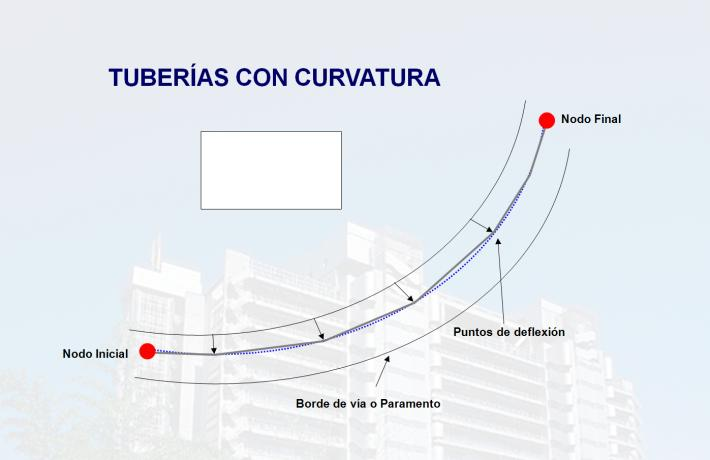 TUBERÍAS CON CURVATURA
Nodo Final
Puntos de deflexión
Nodo Inicial
Borde de vía o Paramento